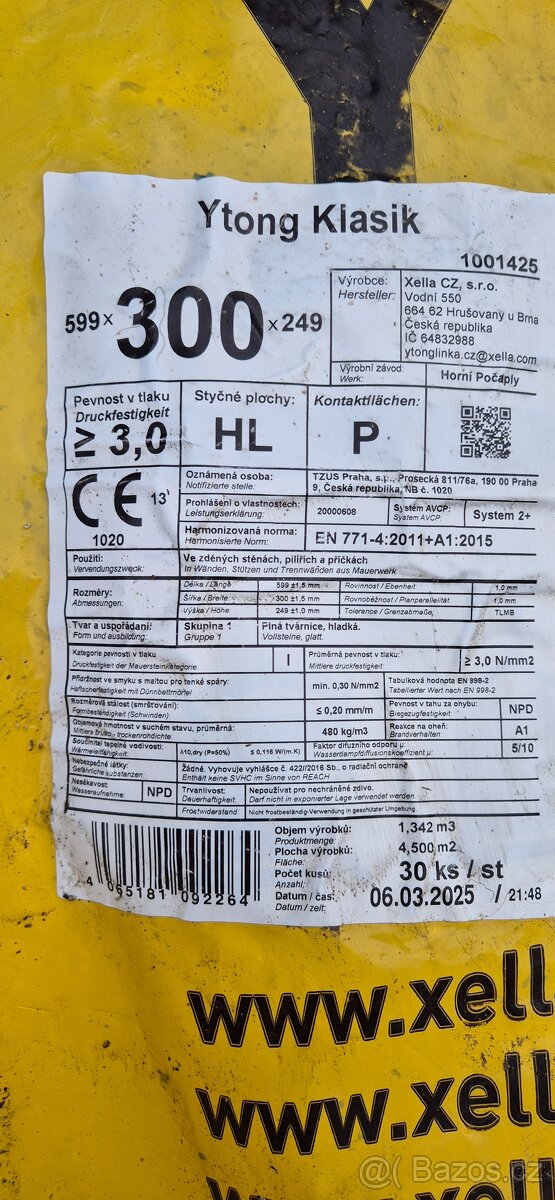 Ytong Klasik
1001425
599 x 300 x 249
Výrobce:
Hersteller:
Xella CZ, s.r.o.
Vodní 550
664 62 Hrušovany u Brna
Česká republika
IČ 64832988
ytonglinka.cz@xella.com
Výrobní závod:
Werk:
Horní Počaply
Pevnost v tlaku
Druckfestigkeit
≥ 3,0
Styčné plochy:
HL
Kontaktflächen:
P
CE 13
1020
Oznámená osoba:
Notifizierte stelle:
TZUS Praha, s.p., Prosecká 811/76a, 190 00 Praha
9, Česká republika, NB č. 1020
Prohlášení o vlastnostech:
Leistungserklärung:
20000608
Systém AVCP:
System AVCP:
System 2+
Harmonizovaná norma:
Harmonisierte Norm:
EN 771-4:2011+A1:2015
Použití:
Verwendungszweck:
Ve zděných stěnách, pilířích a příčkách
In Wänden, Stützen und Trennwänden aus Mauerwerk
Rozměry:
Abmessungen:
Délka / Länge 599 ±1,5 mm Rovinnost / Ebenheit: 1,0 mm
Šířka / Breite: 300 ±1,5 mm Rovnoběžnost / Planparalleität: 1,0 mm
Výška / Höhe 249 ±1,0 mm Tolerance / Grenzabmaße: TLMB
Tvar a uspořádaní:
Form und ausbildung:
Skupina 1
Gruppe 1
Plná tvárnice, hladká.
Vollsteine, glatt.
Kategorie pevnosti v tlaku
Druckfestigkeit der Mauersteinkategorie
I
Průměrná pevnost v tlaku:
Mittlere druckfestigkeit:
≥ 3,0 N/mm2
Přídržnost ve smyku s maltou pro tenké spáry:
Haftscherfestigkeit mit Dünnbettmörtel
min. 0,30 N/mm2
Tabulková hodnota EN 998-2
Tabellierter Wert nach EN 998-2
Rozměrová stálost (smršťování):
Formbeständigkeit (Schwinden):
≤ 0,20 mm/m
Pevnost v tahu za ohybu:
Biegezugfestigkeit:
NPD
Objemová hmotnost v suchém stavu, průměrná:
Mittlere Brutto - trockenrohdichte:
480 kg/m3
Reakce na oheň:
Brandverhalten:
A1
Součinitel tepelné vodivosti:
Wärmeleitfähigkeit:
λ10,dry (P=50%)
≤ 0,116 W/(m.K)
Faktor difuzního odporu μ:
Wasserdampfdiffusionskoeffizient μ:
5/10
Nebezpečné látky:
Gefährliche substanzen:
Žádné. Vyhovuje vyhlášce č. 422/2016 Sb., o radiační ochraně
Enthält keine SVHC im Sinne von REACH
Nasákavost:
Wasseraufnahme:
NPD
Trvanlivost:
Dauerhaftigkeit:
Nepoužívat pro nechráněné zdivo.
Darf nicht in exponierter Lage verwendet werden
Frostwiderstand
Nicht frostbeständig-Verwendung in geschützter Umgebung.
4 065181 092264
Objem výrobků:
Produktmenge:
1,342 m3
Plocha výrobků:
Fläche:
4,500 m2
Počet kusů:
Anzahl:
30 ks / st
Datum / čas:
Datum / zeit:
06.03.2025 / 21:48
www.xell
www.xell
www.xell
@ Bazoš.cz